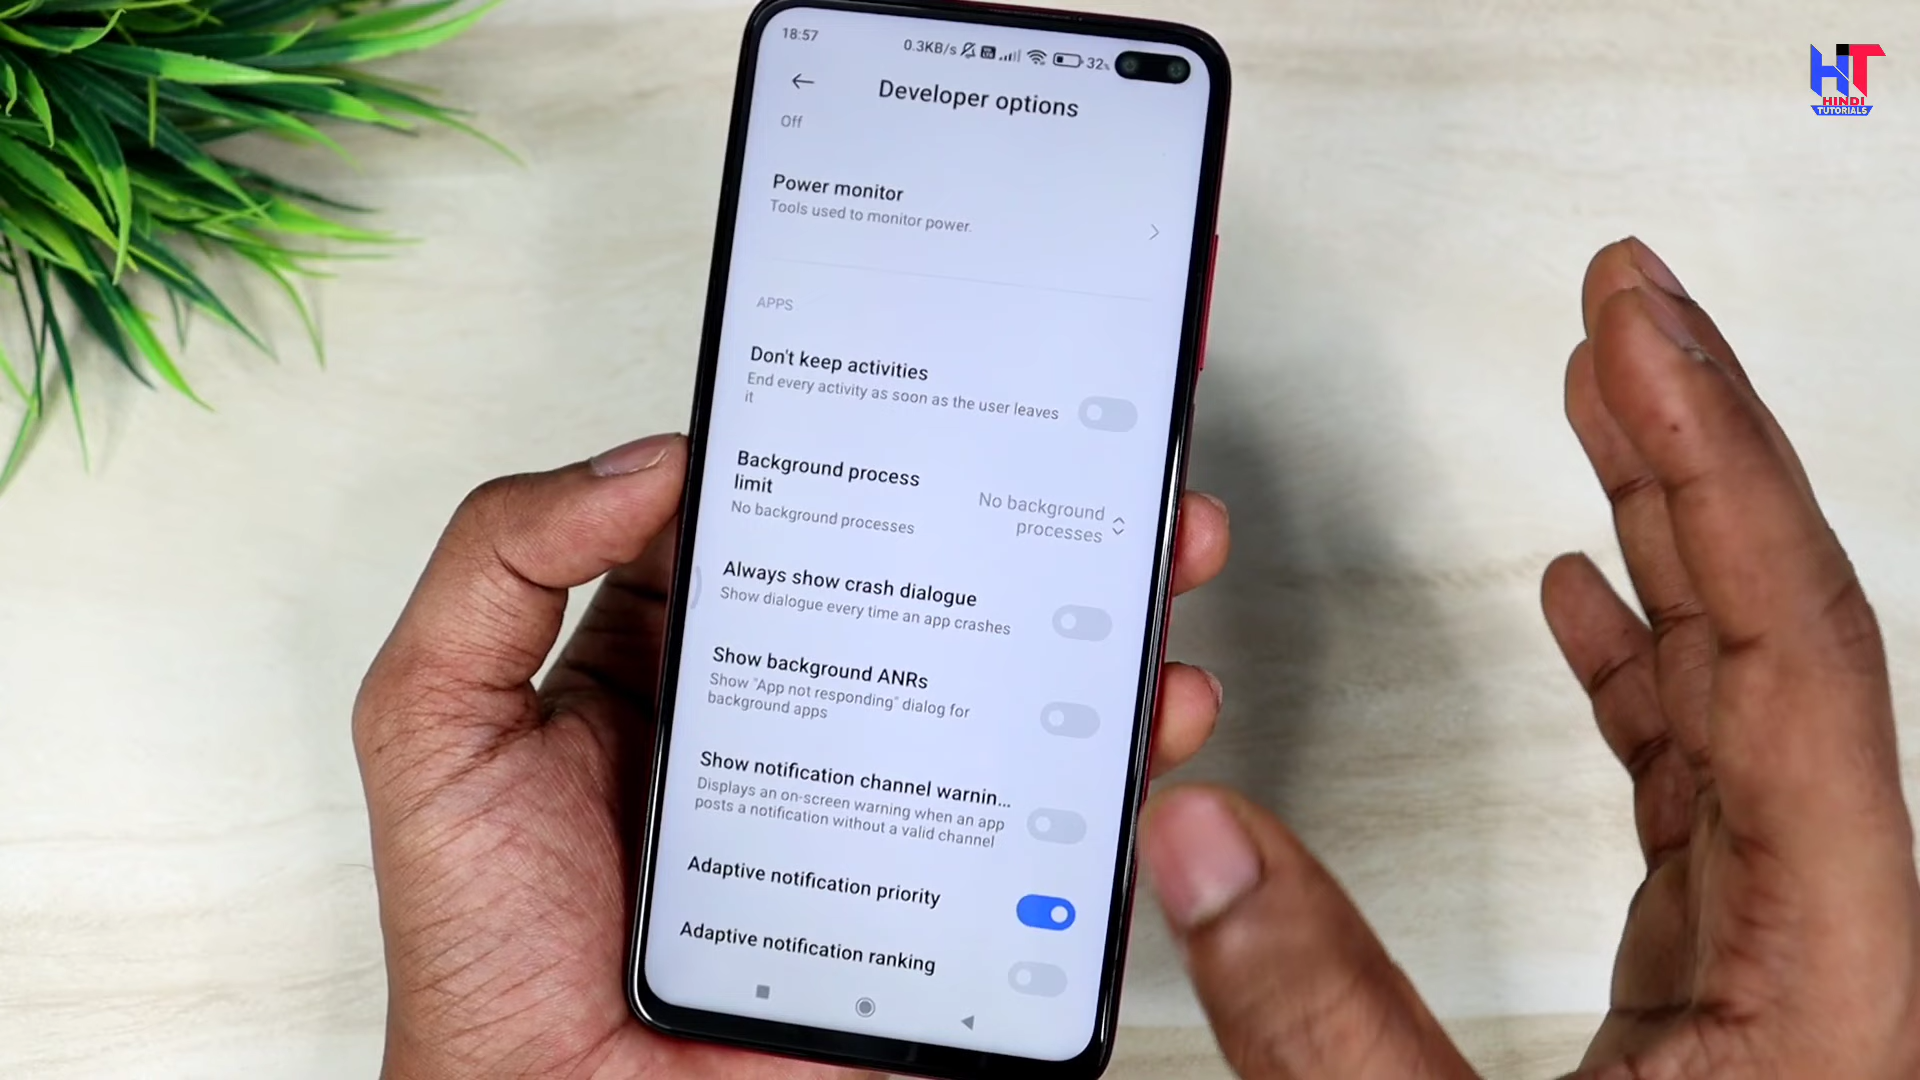 18:57
0.3KB/s
32%
HT
HINDI
TUTORIALS
Developer options
Off
Power monitor
Tools used to monitor power.
APPS
Don't keep activities
End every activity as soon as the user leaves
it
Background process
limit
No background processes
No background
processes
Always show crash dialogue
Show dialogue every time an app crashes
Show background ANRs
Show "App not responding" dialog for
background apps
Show notification channel warnin...
Displays an on-screen warning when an app
posts a notification without a valid channel
Adaptive notification priority
Adaptive notification ranking